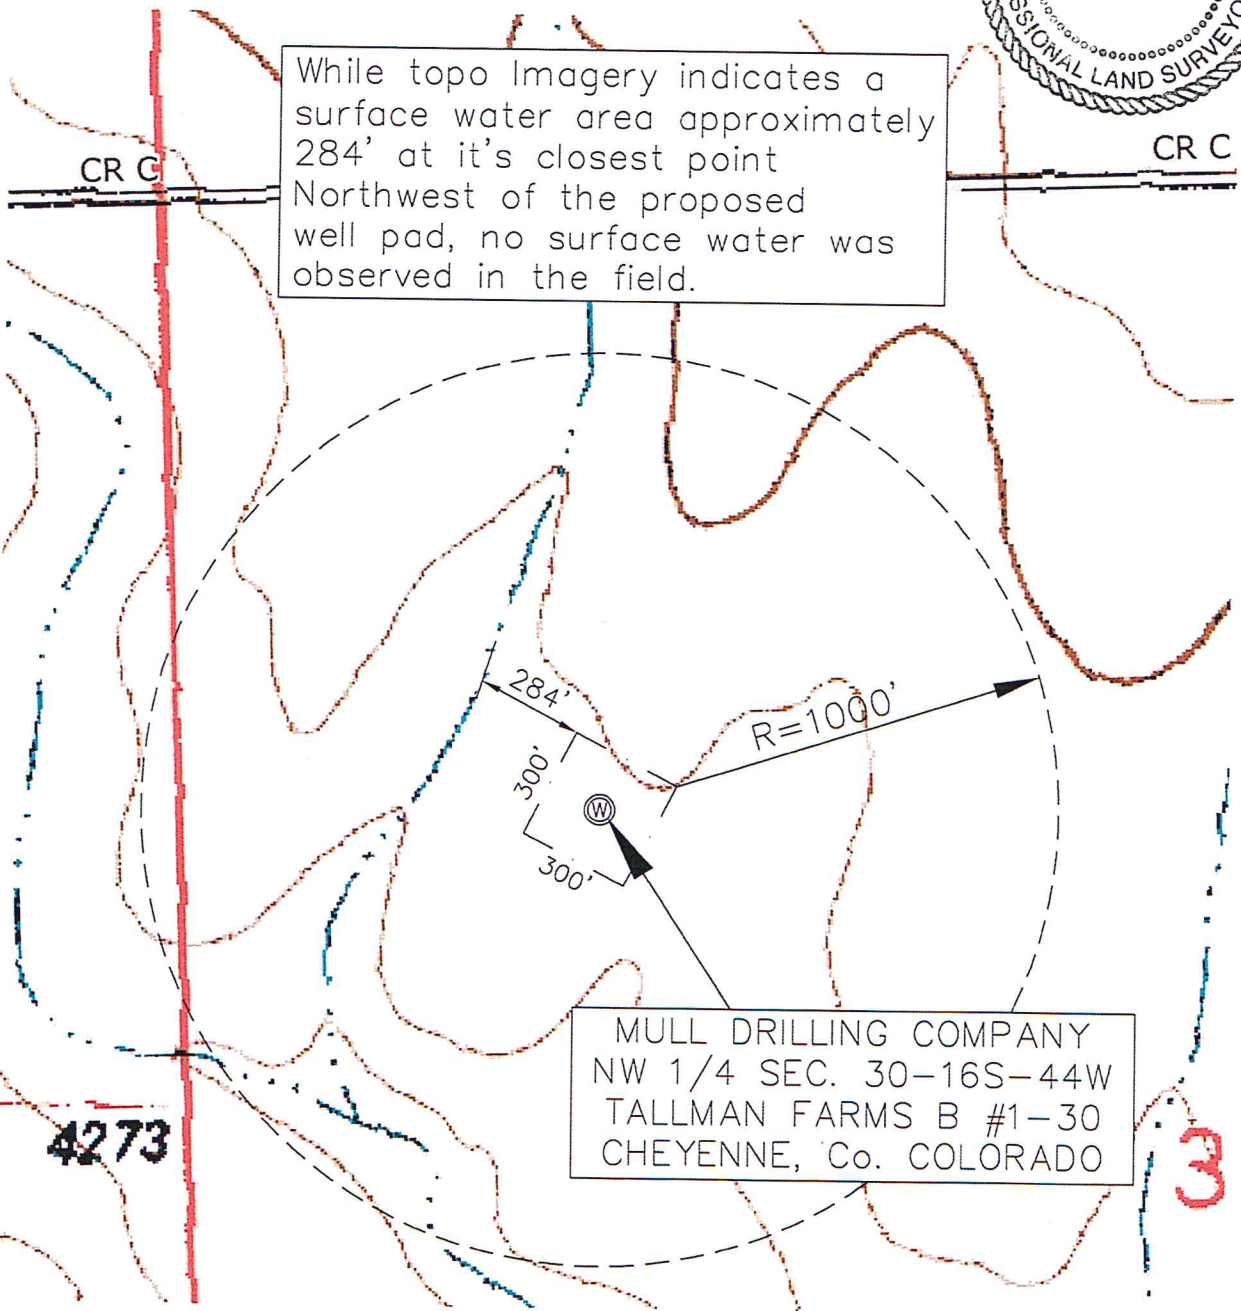 SSIONAL LAND SURVEYO
While topo Imagery indicates a
surface water area approximately
284' at it's closest point
Northwest of the proposed
well pad, no surface water was
observed in the field.
CR C
CR C
284'
R=1000'
300'
W
300'
MULL DRILLING COMPANY
NW 1/4 SEC. 30-16S-44W
TALLMAN FARMS B #1-30
CHEYENNE, Co. COLORADO
4273
3